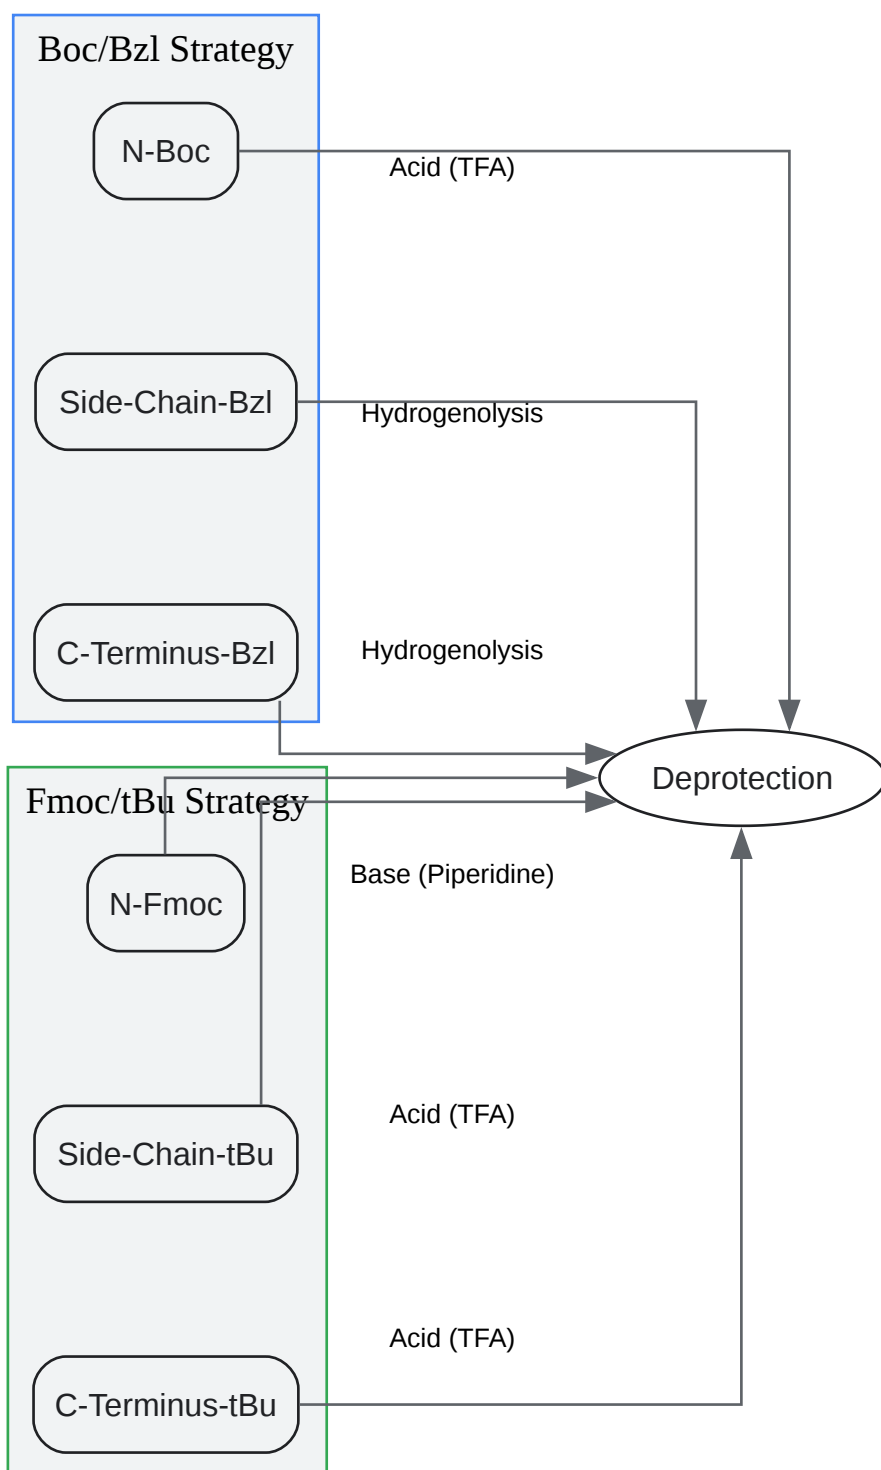 Boc/Bzl Strategy
N-Boc
Acid (TFA)
Side-Chain-Bzl
Hydrogenolysis
C-Terminus-Bzl
Hydrogenolysis
Deprotection
Fmoc/tBu Strategy
N-Fmoc
Base (Piperidine)
Side-Chain-tBu
Acid (TFA)
C-Terminus-tBu
Acid (TFA)